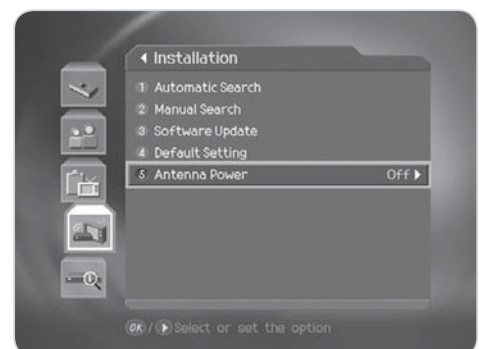 Installation
1 Automatic Search
2 Manual Search
3 Software Update
4 Default Setting
5 Antenna Power Off
OK / Select or set the option